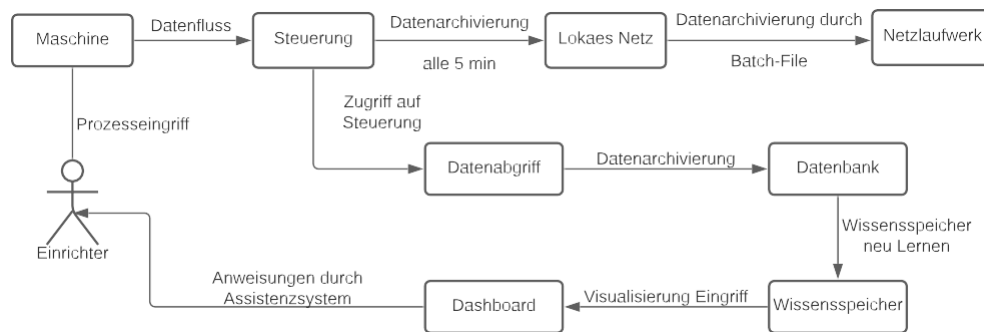 Maschine
Datenfluss
Steuerung
Datenarchivierung
alle 5 min
Lokaes Netz
Datenarchivierung durch
Batch-File
Netzlaufwerk
Prozesseingriff
Zugriff auf
Steuerung
Datenabgriff
Datenarchivierung
Datenbank
Einrichter
Wissensspeicher
neu Lernen
Anweisungen durch
Assistenzsystem
Dashboard
Visualisierung Eingriff
Wissensspeicher